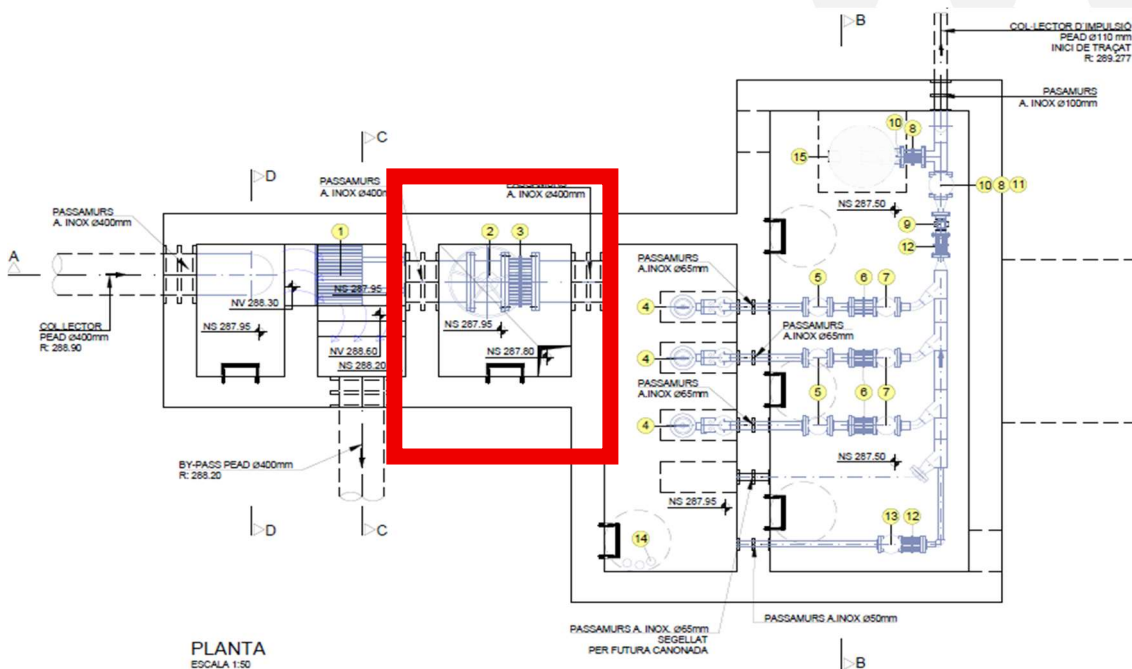 B
COL·LECTOR D'IMPULSIÓ
PEAD Ø110 mm
INICI DE TRAÇAT
R: 289.277
PASAMURS
A. INOX Ø100mm
C
10
8
15
D
PASSAMURS
A. INOX Ø400m
A. INOX Ø400mm
10 8 11
NS 287.50
PASSAMURS
A. INOX Ø400mm
1
2
3
9
12
A
PASSAMURS
A.INOX Ø65mm
5
6
7
NS 287.95
NV 288.30
4
NS 287.95
NS 287.95
PASSAMURS
A.INOX Ø65mm
COL.LECTOR
PEAD Ø400mm
R: 288.90
NV 288.60
NS 287.80
4
NS 288.20
PASSAMURS
A.INOX Ø65mm
5
6
7
4
NS 287.50
BY-PASS PEAD Ø400mm
R: 288.20
NS 287.95
D
C
13
12
14
PASSAMURS A.INOX Ø50mm
PASSAMURS A. INOX. Ø65mm
SEGELLAT
PER FUTURA CANONADA
PLANTA
ESCALA 1:50
B